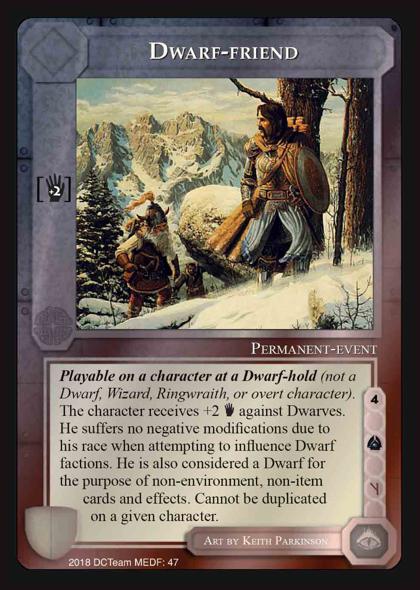 DWARF-FRIEND
[+2]
PERMANENT-EVENT
Playable on a character at a Dwarf-hold (not a
Dwarf, Wizard, Ringwraith, or overt character).
The character receives +2 against Dwarves.
He suffers no negative modifications due to
his race when attempting to influence Dwarf
factions. He is also considered a Dwarf for
the purpose of non-environment, non-item
cards and effects. Cannot be duplicated
on a given character.
4
ART BY KEITH PARKINSON
2018 DCTeam MEDF: 47